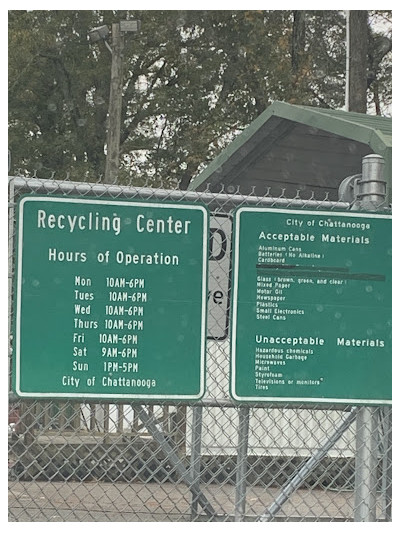 Recycling Center
Hours of Operation
Mon 10AM-6PM
Tues 10AM-6PM
Wed 10AM-6PM
Thurs 10AM-6PM
Fri 10AM-6PM
Sat 9AM-6PM
Sun 1PM-5PM
City of Chattanooga
City of Chattanooga
Acceptable Materials
Aluminum Cans
Batteries (No Alkaline)
Cardboard
Glass (brown, green, and clear)
Mixed Paper
Motor Oil
Newspaper
Plastics
Small Electronics
Steel Cans
Unacceptable Materials
Hazardous chemicals
Household Garbage
Microwaves
Paint
Styrofoam
Televisions or monitors*
Tires